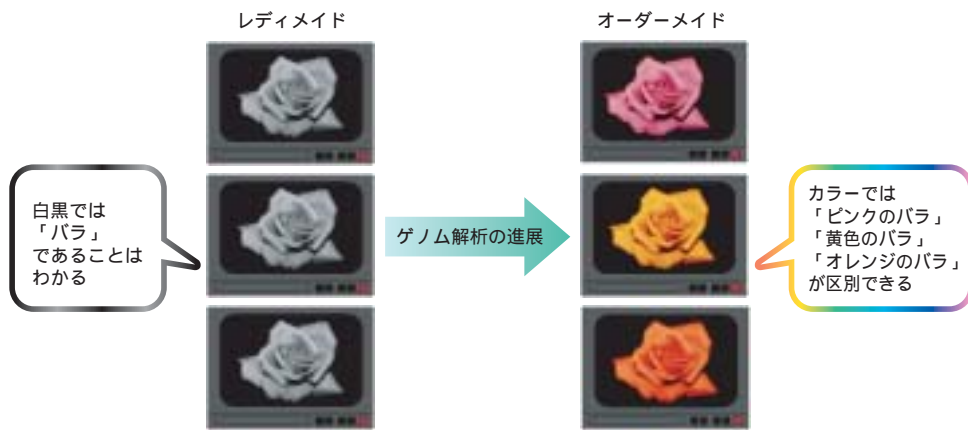 レディメイド
オーダーメイド
白黒では
「バラ」
であることは
わかる
ゲノム解析の進展
カラーでは
「ピンクのバラ」
「黄色のバラ」
「オレンジのバラ」
が区別できる